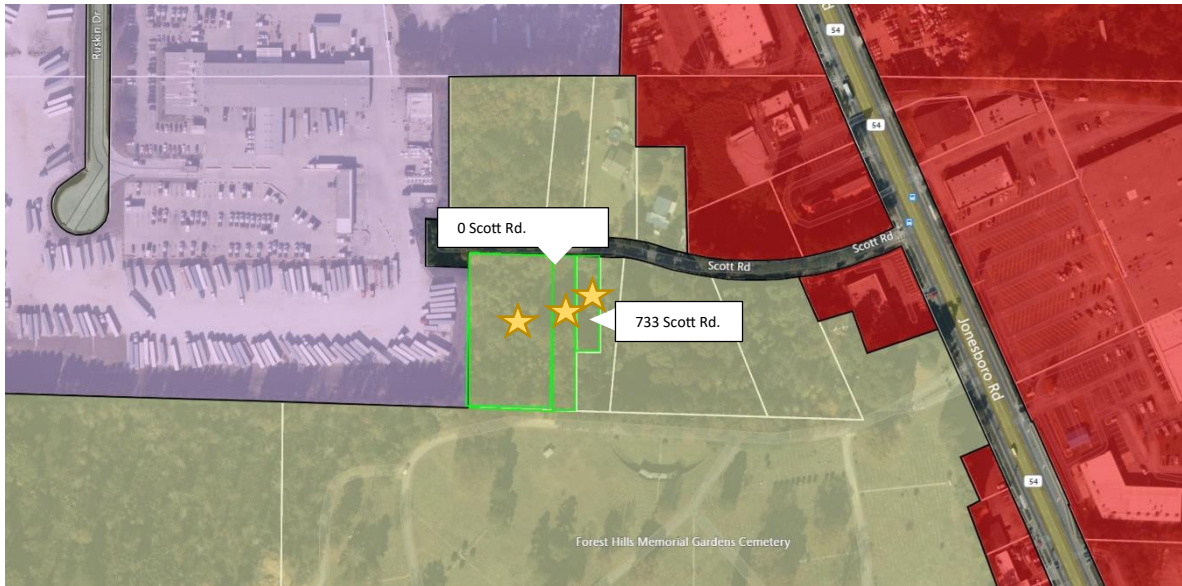 Ruskin Dr
d
54
54
0 Scott Rd.
Scott Rd
Scott Rd
733 Scott Rd.
Jonesboro Rd
54
Forest Hills Memorial Gardens Cemetery